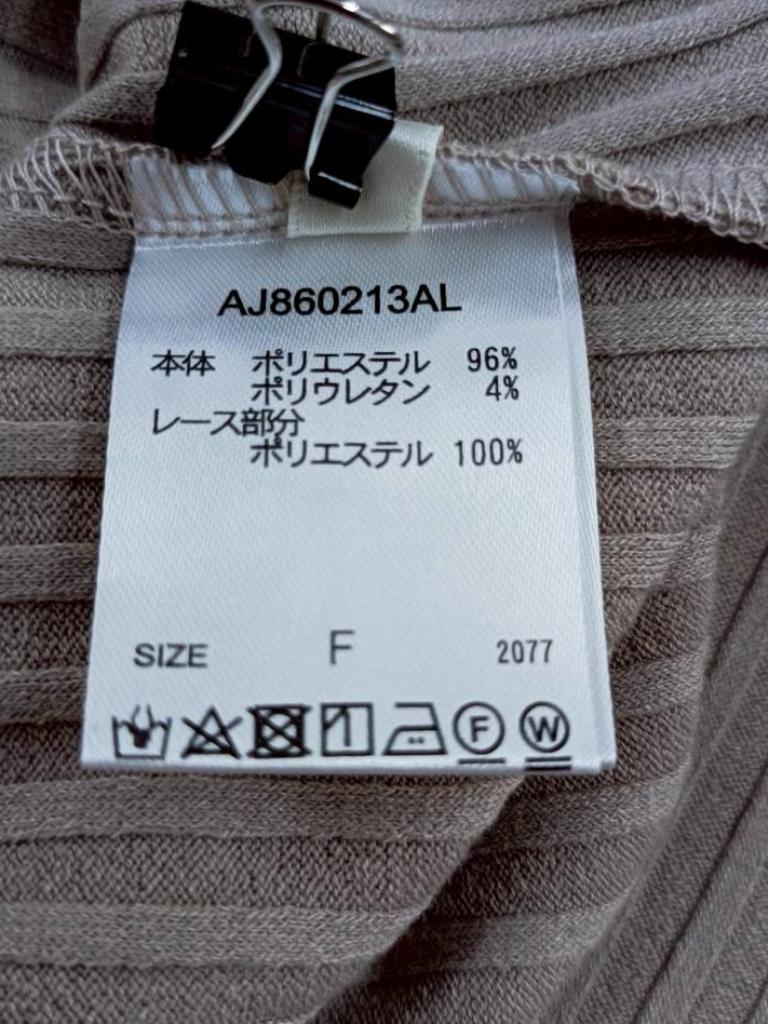 AJ860213AL
本体 ポリエステル 96%
ポリウレタン 4%
レース部分
ポリエステル 100%
SIZE F 2077
F W